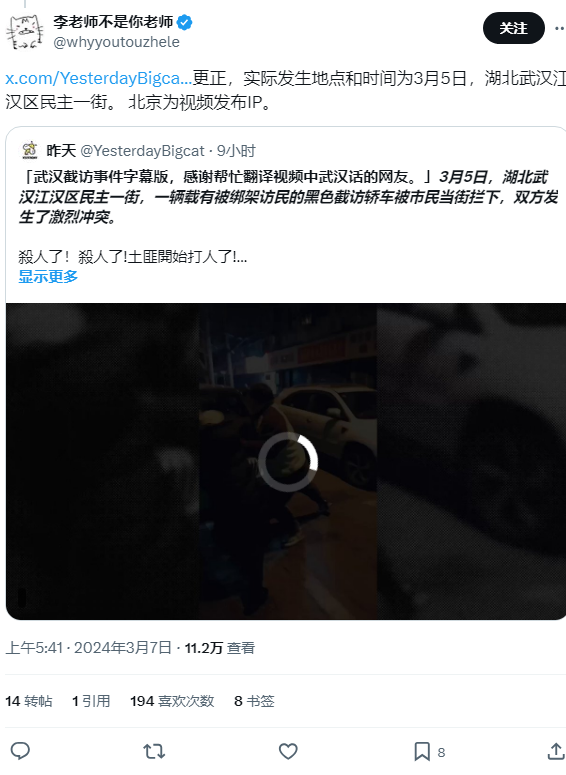 李老师不是你老师
关注
@whyyoutouzhele
x.com/YesterdayBigca...更正，实际发生地点和时间为3月5日，湖北武汉江
汉区民主一街。 北京为视频发布IP。
昨天 @YesterdayBigcat · 9小时
「武汉截访事件字幕版，感谢帮忙翻译视频中武汉话的网友。」3月5日，湖北武
汉江汉区民主一街，一辆载有被绑架访民的黑色截访轿车被市民当街拦下，双方发
生了激烈冲突。
殺人了！殺人了!土匪開始打人了!...
显示更多
上午5:41 · 2024年3月7日 · 11.2万 查看
14 转帖 1 引用 194 喜欢次数 8 书签
8